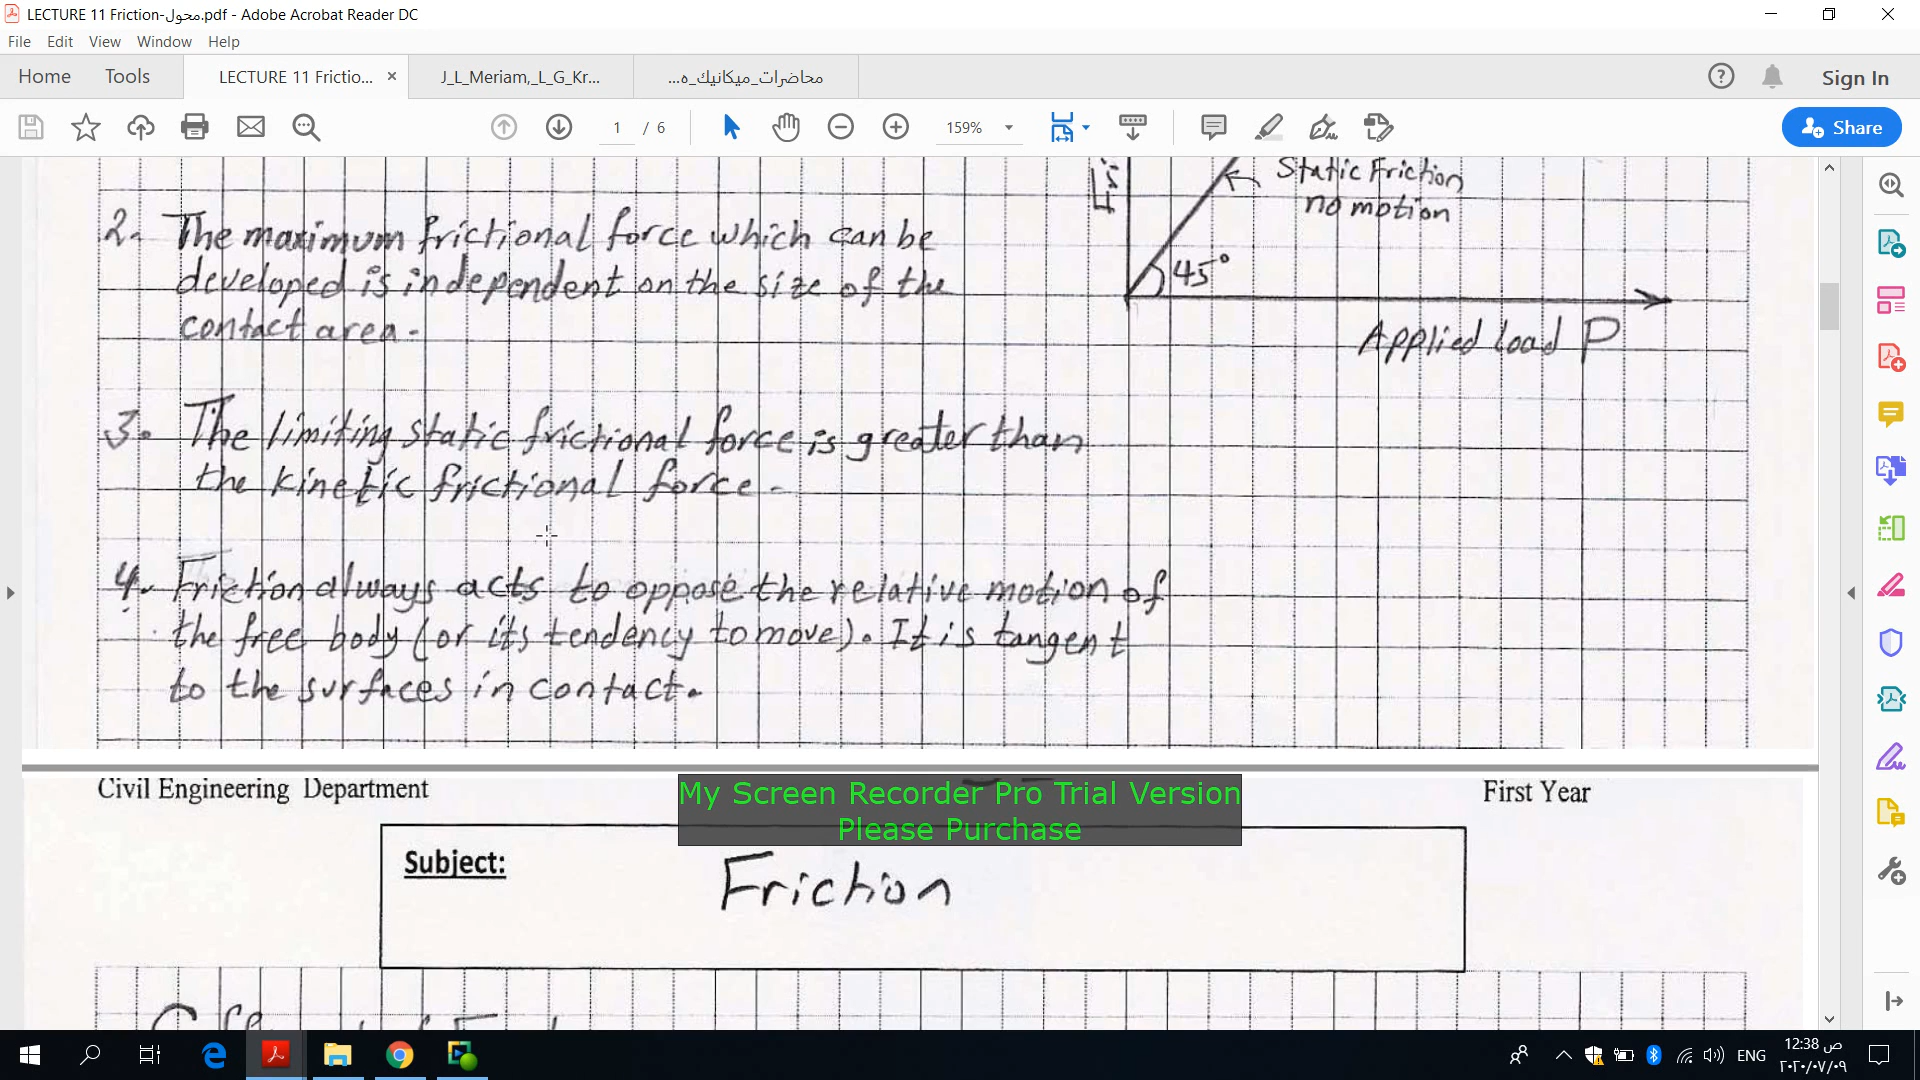 LECTURE 11 Friction-محول.pdf - Adobe Acrobat Reader DC
File Edit View Window Help
Home Tools LECTURE 11 Frictio... × J_L_Meriam,_L_G_Kr... محاضرات_ميكانيك_ه... Sign In
1 / 6 159% Share
Static Friction
no motion
2. The maximum frictional force which can be
developed is independent on the size of the
contact area.
45°
Applied load P
3. The limiting static frictional force is greater than
the kinetic frictional force.
4. Friction always acts to oppose the relative motion of
the free body (or its tendency to move). It is tangent
to the surfaces in contact.
Civil Engineering Department First Year
My Screen Recorder Pro Trial Version
Please Purchase
Subject: Friction
ENG
12:38 ص
٢٠٢٠/٠٧/٠٩